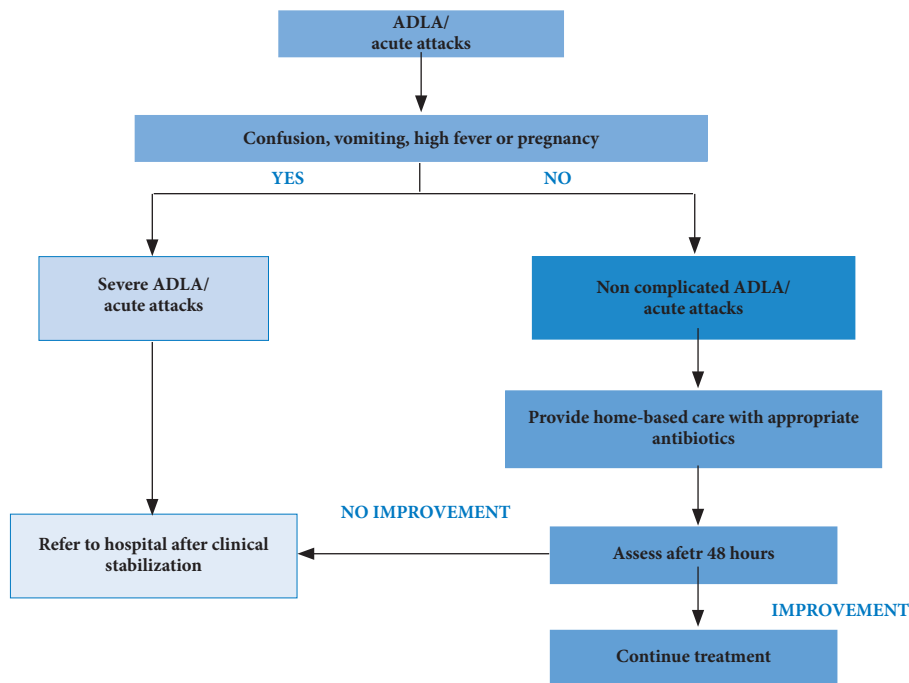 ADLA/
acute attacks
Confusion, vomiting, high fever or pregnancy
YES
NO
Severe ADLA/
acute attacks
Non complicated ADLA/
acute attacks
Provide home-based care with appropriate
antibiotics
NO IMPROVEMENT
Refer to hospital after clinical
stabilization
Assess afetr 48 hours
IMPROVEMENT
Continue treatment